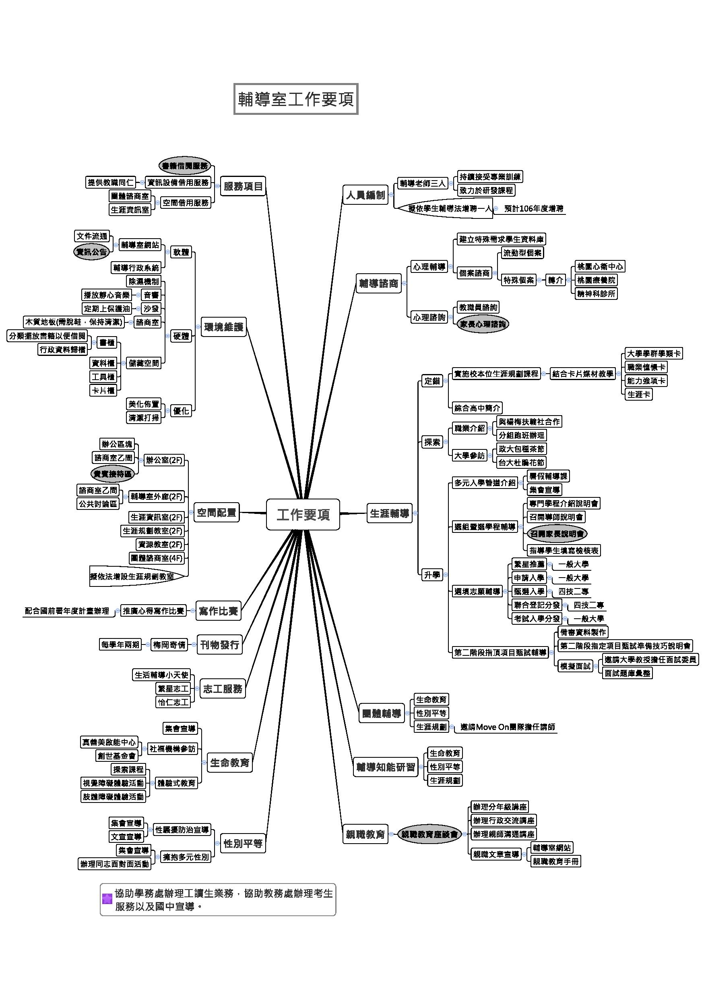 輔導室工作要項
工作要項
服務項目
書籍借閱服務
資訊設備借用服務
提供教職同仁
空間借用服務
團體諮商室
生涯資訊室
環境維護
軟體
輔導室網站
文件流通
資訊公告
輔導行政系統
硬體
除濕機制
音響
播放靜心音樂
沙發
定期上保護油
諮商室
木質地板(需脫鞋，保持清潔)
儲藏空間
書櫃
分類擺放書籍以便借閱
行政資料歸檔
資料櫃
工具櫃
卡片櫃
優化
美化佈置
清潔打掃
空間配置
辦公室(2F)
辦公區塊
諮商室乙間
貴賓接待區
輔導室外廊(2F)
諮商室乙間
公共討論區
生涯資訊室(2F)
生涯規劃教室(2F)
資源教室(2F)
團體諮商室(4F)
擬依法增設生涯規劃教室
寫作比賽
推廣心得寫作比賽
配合國前署年度計畫辦理
刊物發行
梅岡寄情
每學年兩期
志工服務
生活輔導小天使
繁星志工
怡仁志工
生命教育
集會宣導
社福機構參訪
真善美啟能中心
創世基金會
體驗式教育
探索課程
視覺障礙體驗活動
肢體障礙體驗活動
性別平等
性騷擾防治宣導
集會宣導
文宣宣導
擁抱多元性別
集會宣導
辦理同志面對面活動
人員編制
輔導老師三人
持續接受專業訓練
致力於研發課程
擬依學生輔導法增聘一人
預計106年度增聘
輔導諮商
心理輔導
建立特殊需求學生資料庫
個案諮商
流動型個案
特殊個案
轉介
桃園心衛中心
桃園療養院
精神科診所
心理諮詢
教職員諮詢
家長心理諮詢
生涯輔導
定錨
實施校本位生涯規劃課程
結合卡片媒材教學
大學學群學類卡
職業憧憬卡
能力強項卡
生涯卡
綜合高中簡介
探索
職業介紹
與楊梅扶輪社合作
分組跑班辦理
大學參訪
政大包種茶節
台大杜鵑花節
升學
多元入學管道介紹
暑假輔導課
集會宣導
選組暨選學程輔導
專門學程介紹說明會
召開導師說明會
召開家長說明會
指導學生填寫檢核表
選填志願輔導
繁星推薦
一般大學
申請入學
一般大學
甄選入學
四技二專
聯合登記分發
四技二專
考試入學分發
一般大學
第二階段指頂項目甄試輔導
備審資料製作
第二階段指定項目甄試準備技巧說明會
模擬面試
邀請大學教授擔任面試委員
面試題庫彙整
團體輔導
生命教育
性別平等
生涯規劃
邀請Move On團隊擔任講師
輔導知能研習
生命教育
性別平等
生涯規劃
親職教育
親職教育座談會
辦理分年級講座
辦理行政交流講座
辦理親師溝通講座
親職文章宣導
輔導室網站
親職教育手冊
協助學務處辦理工讀生業務，協助教務處辦理考生
服務以及國中宣導。